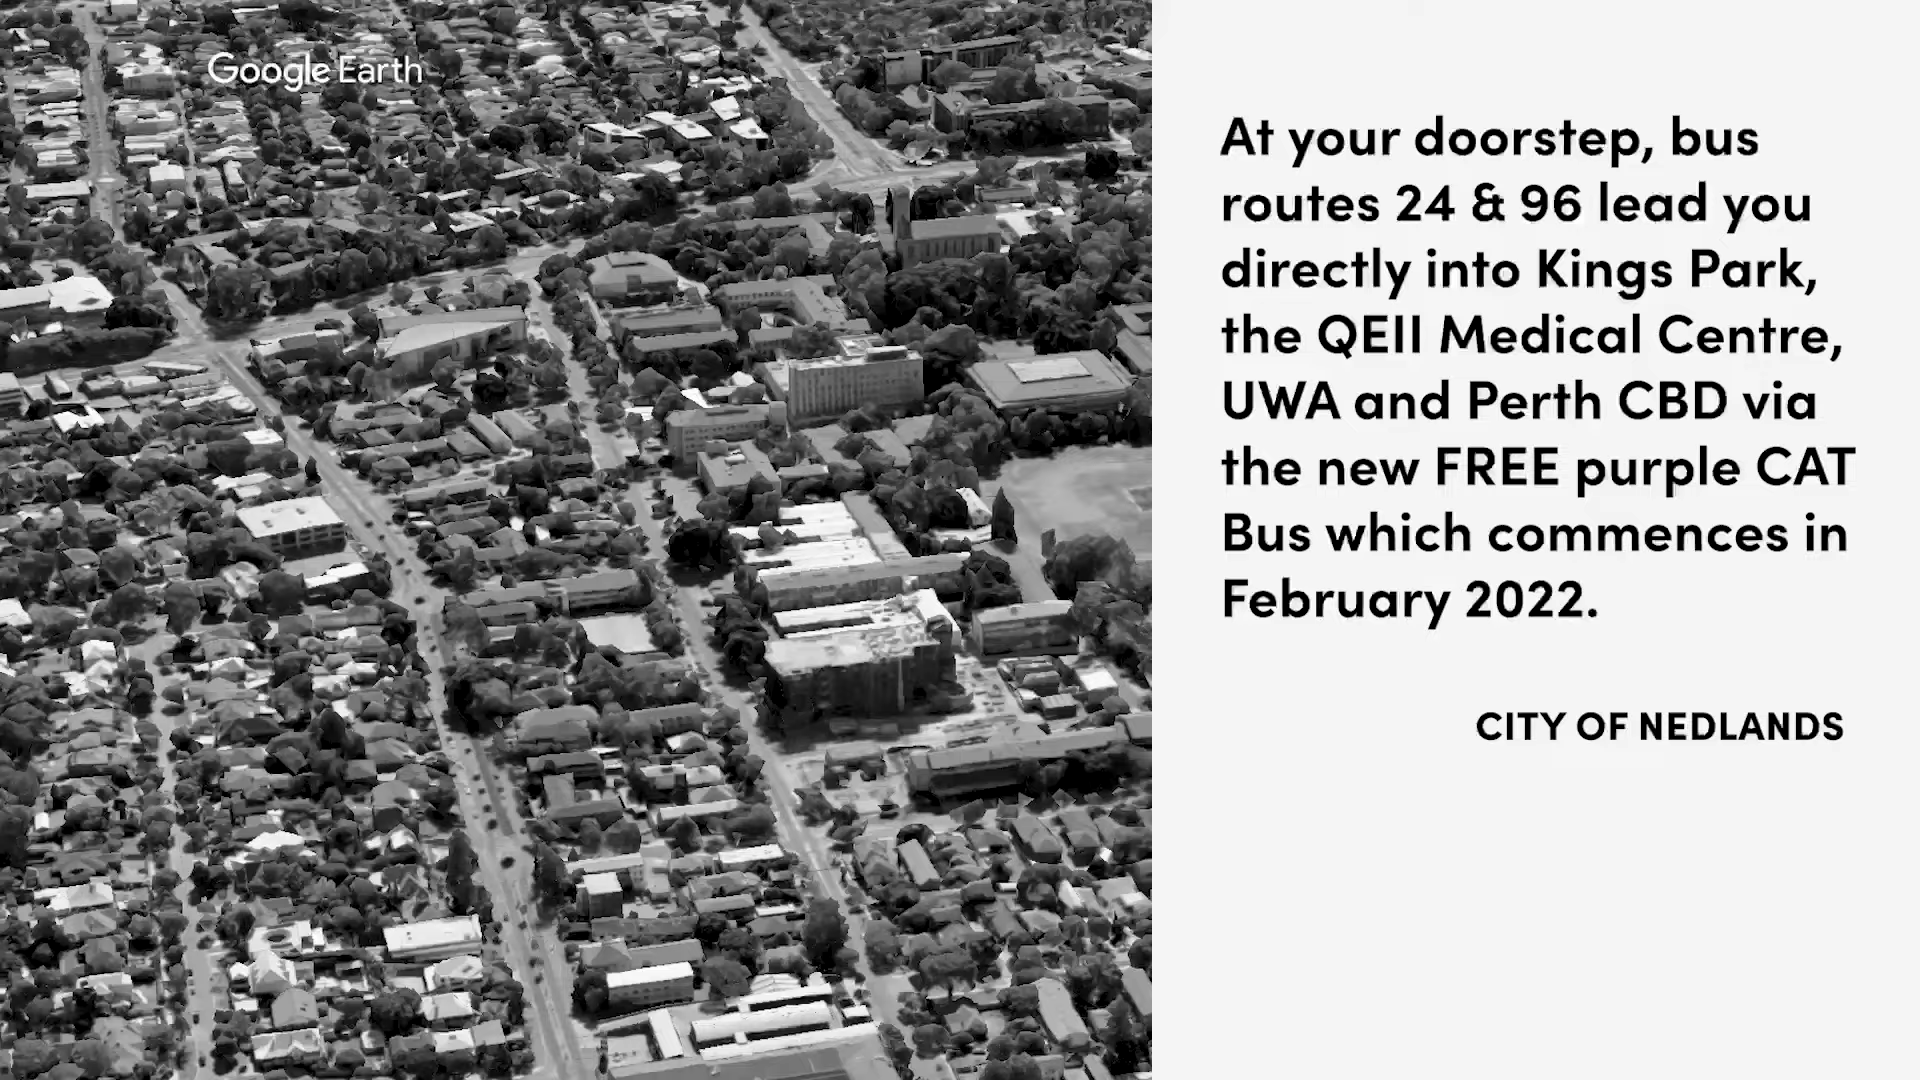 Google Earth
At your doorstep, bus
routes 24 & 96 lead you
directly into Kings Park,
the QEII Medical Centre,
UWA and Perth CBD via
the new FREE purple CAT
Bus which commences in
February 2022.
CITY OF NEDLANDS